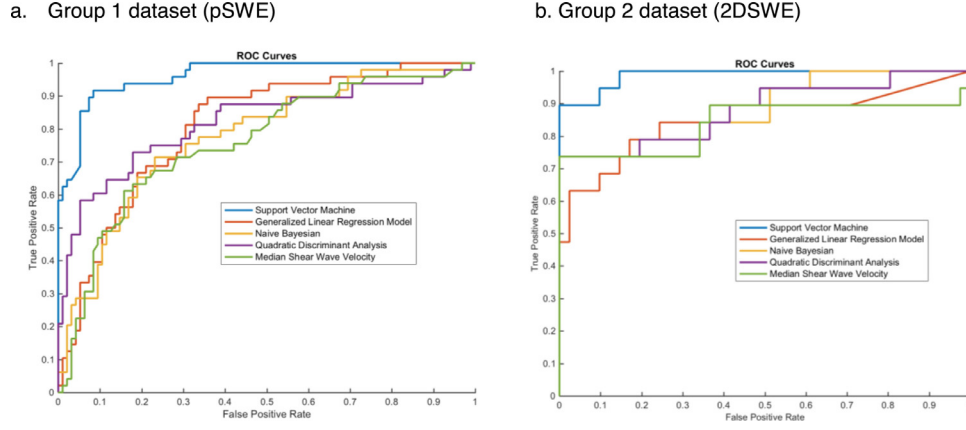 a. Group 1 dataset (pSWE)
ROC Curves
True Positive Rate
1
0.9
0.8
0.7
0.6
0.5
0.4
0.3
0.2
0.1
0
Support Vector Machine
Generalized Linear Regression Model
Naive Bayesian
Quadratic Discriminant Analysis
Median Shear Wave Velocity
0 0.1 0.2 0.3 0.4 0.5 0.6 0.7 0.8 0.9 1
False Positive Rate
b. Group 2 dataset (2DSWE)
ROC Curves
True Positive Rate
1
0.9
0.8
0.7
0.6
0.5
0.4
0.3
0.2
0.1
0
Support Vector Machine
Generalized Linear Regression Model
Naive Bayesian
Quadratic Discriminant Analysis
Median Shear Wave Velocity
0 0.1 0.2 0.3 0.4 0.5 0.6 0.7 0.8 0.9
False Positive Rate